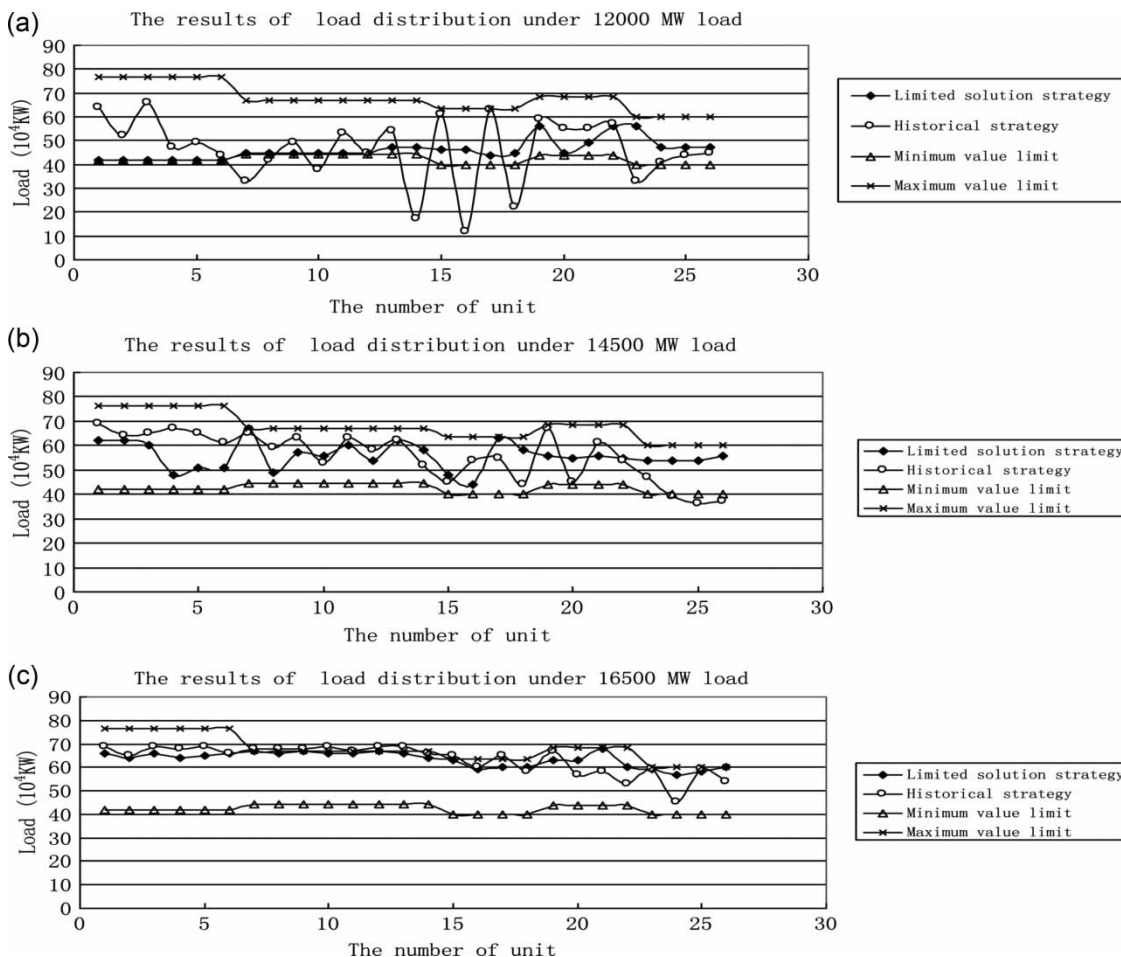 (a)
The results of load distribution under 12000 MW load
90
80
70
60
50
40
30
20
10
0
Load (10⁴KW)
0 5 10 15 20 25 30
The number of unit
Limited solution strategy
Historical strategy
Minimum value limit
Maximum value limit
(b)
The results of load distribution under 14500 MW load
90
80
70
60
50
40
30
20
10
0
Load (10⁴KW)
0 5 10 15 20 25 30
The number of unit
Limited solution strategy
Historical strategy
Minimum value limit
Maximum value limit
(c)
The results of load distribution under 16500 MW load
90
80
70
60
50
40
30
20
10
0
Load (10⁴KW)
0 5 10 15 20 25 30
The number of unit
Limited solution strategy
Historical strategy
Minimum value limit
Maximum value limit